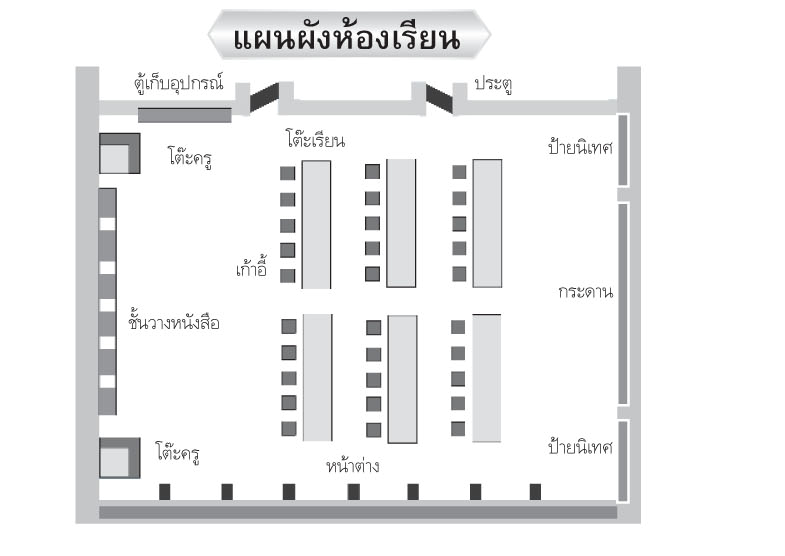 แผนผังห้องเรียน
ตู้เก็บอุปกรณ์
ประตู
โต๊ะเรียน
ป้ายนิเทศ
โต๊ะครู
เก้าอี้
กระดาน
ชั้นวางหนังสือ
ป้ายนิเทศ
โต๊ะครู
หน้าต่าง